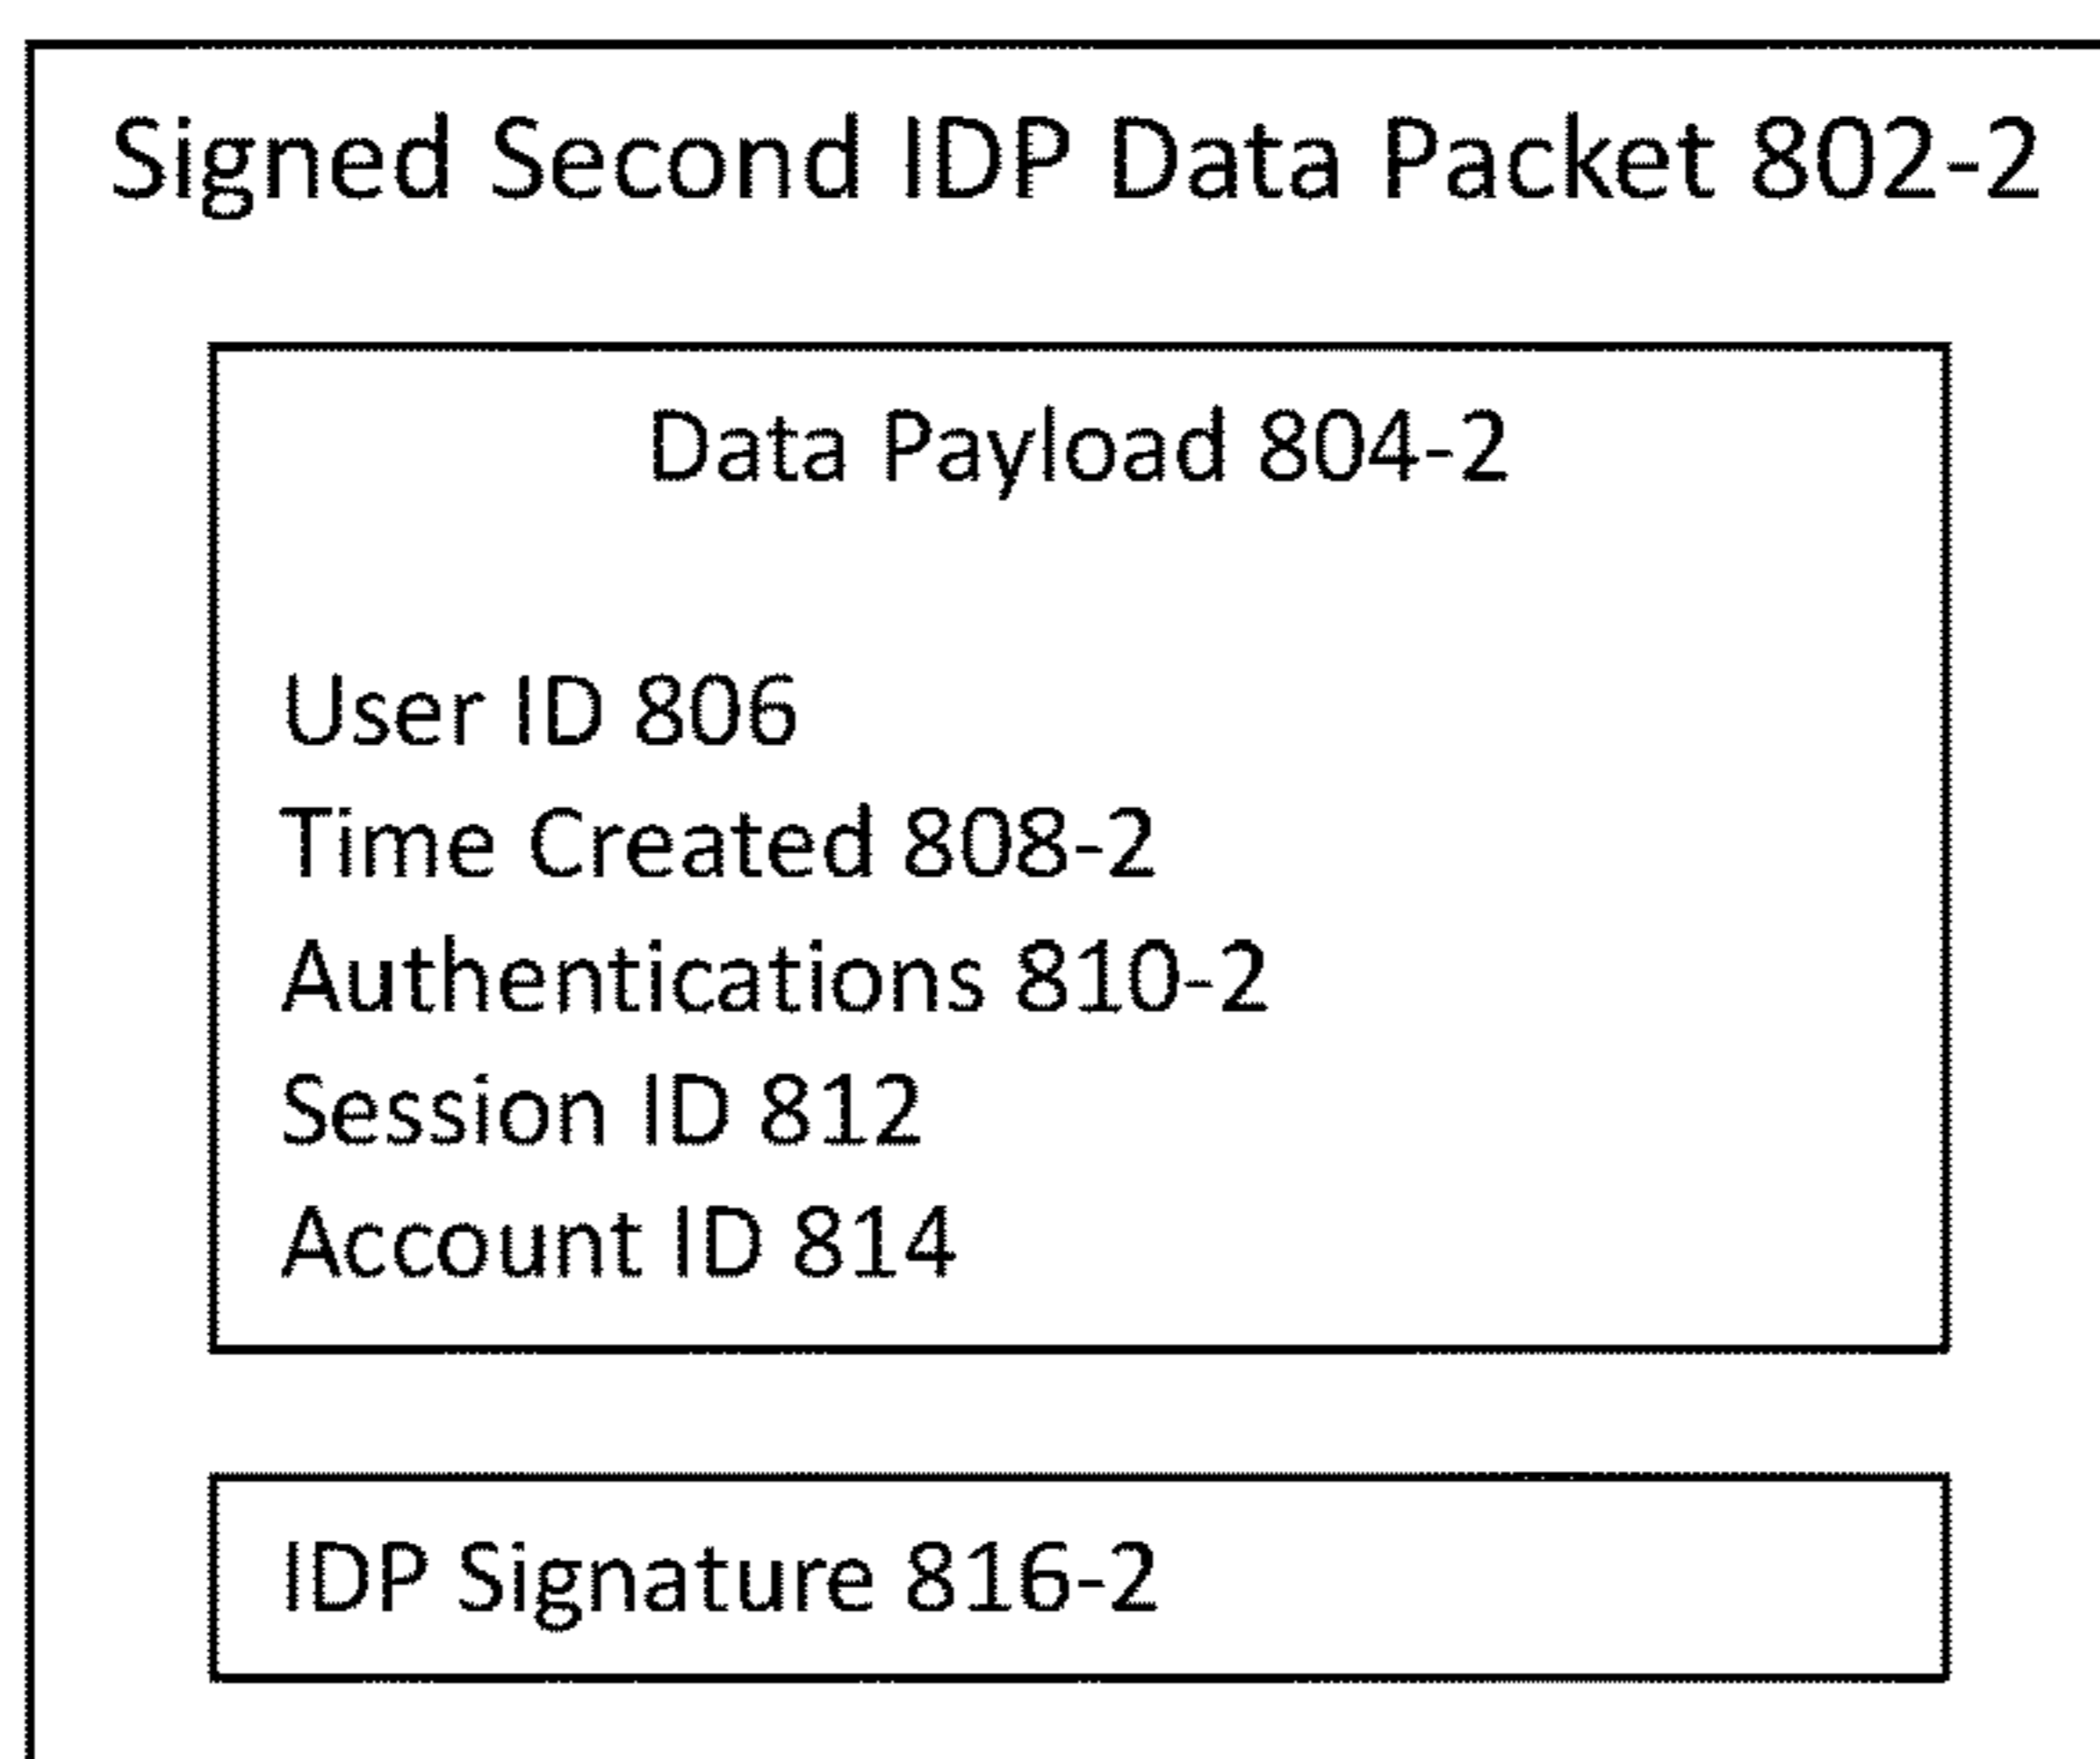 Signed Second IDP Data Packet 802-2
Data Payload 804-2
User ID 806
Time Created 808-2
Authentications 810-2
Session ID 812
Account ID 814
IDP Signature 816-2